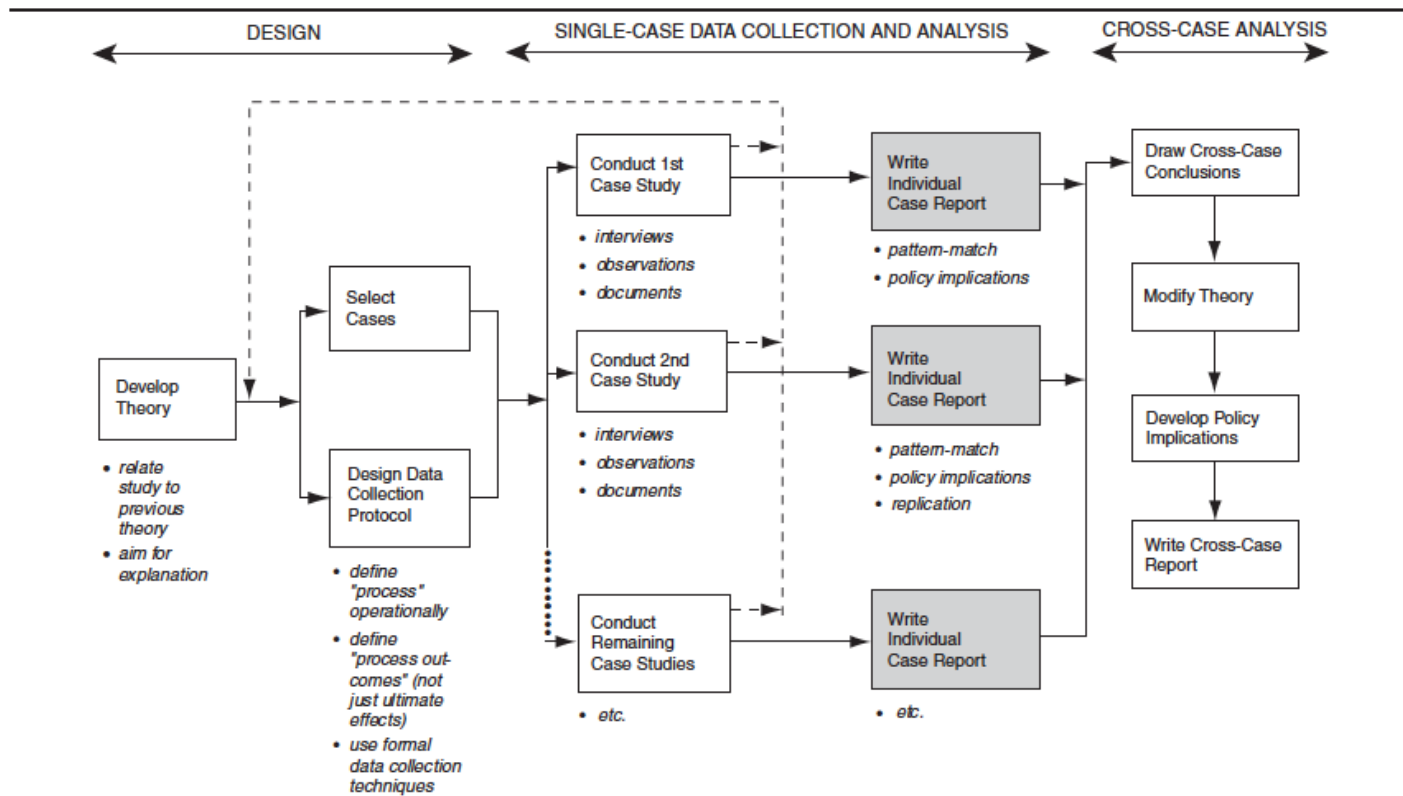 DESIGN
SINGLE-CASE DATA COLLECTION AND ANALYSIS
CROSS-CASE ANALYSIS
Develop
Theory
• relate
study to
previous
theory
• aim for
explanation
Select
Cases
Design Data
Collection
Protocol
• define
"process"
operationally
• define
"process out-
comes" (not
just ultimate
effects)
• use formal
data collection
techniques
Conduct 1st
Case Study
• interviews
• observations
• documents
Conduct 2nd
Case Study
• interviews
• observations
• documents
Conduct
Remaining
Case Studies
• etc.
Write
Individual
Case Report
• pattern-match
• policy implications
Write
Individual
Case Report
• pattern-match
• policy implications
• replication
Write
Individual
Case Report
• etc.
Draw Cross-Case
Conclusions
Modify Theory
Develop Policy
Implications
Write Cross-Case
Report